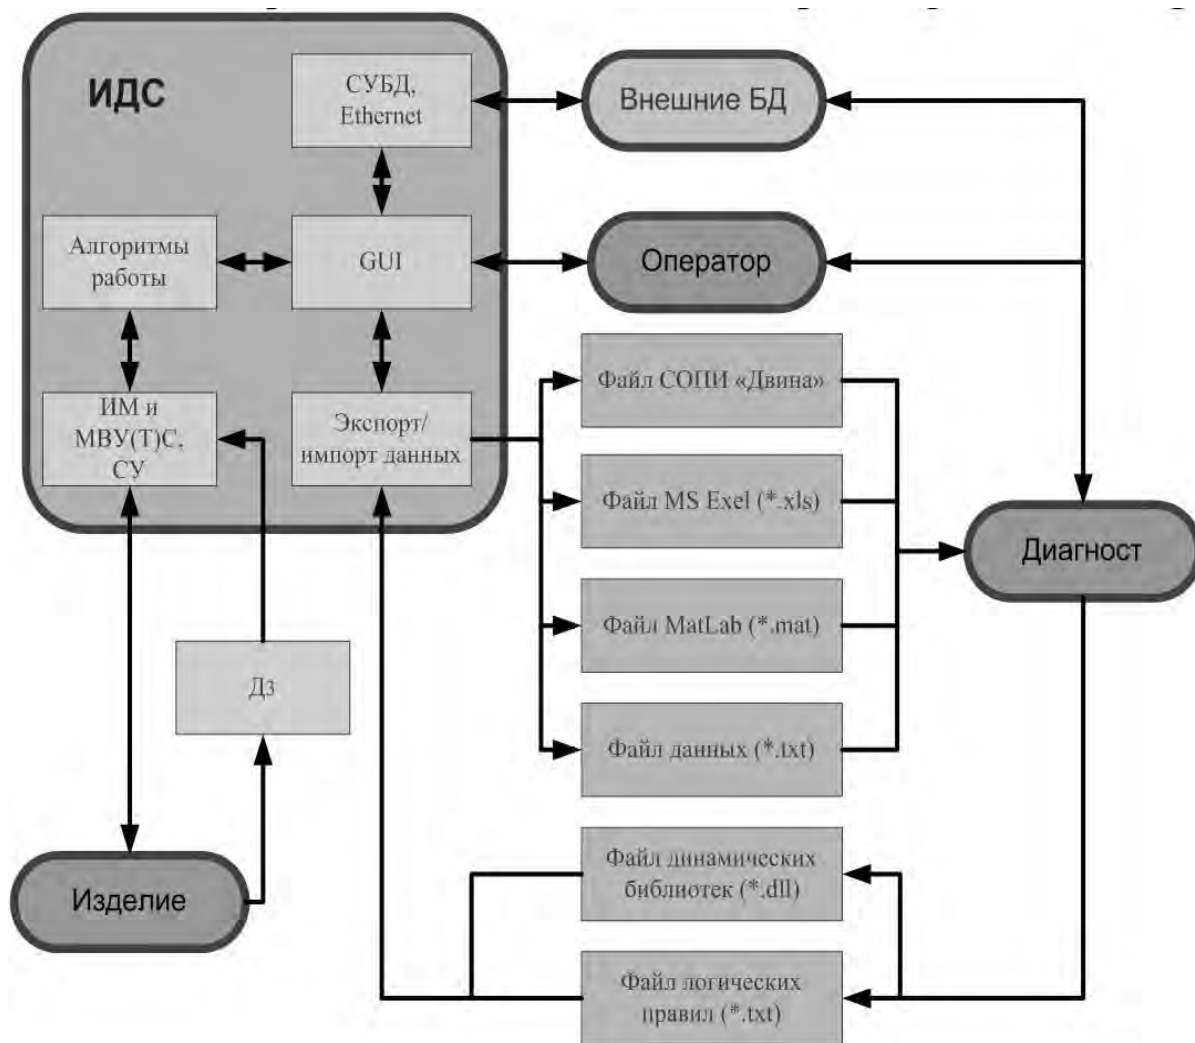 ИДС
СУБД,
Ethernet
Внешние БД
Алгоритмы
работы
GUI
Оператор
Файл СОПИ «Двина»
ИМ и
МВУ(Т)С,
СУ
Экспорт/
импорт данных
Файл MS Exel (*.xls)
Диагност
Файл MatLab (*.mat)
Дз
Файл данных (*.txt)
Файл динамических
библиотек (*.dll)
Изделие
Файл логических
правил (*.txt)